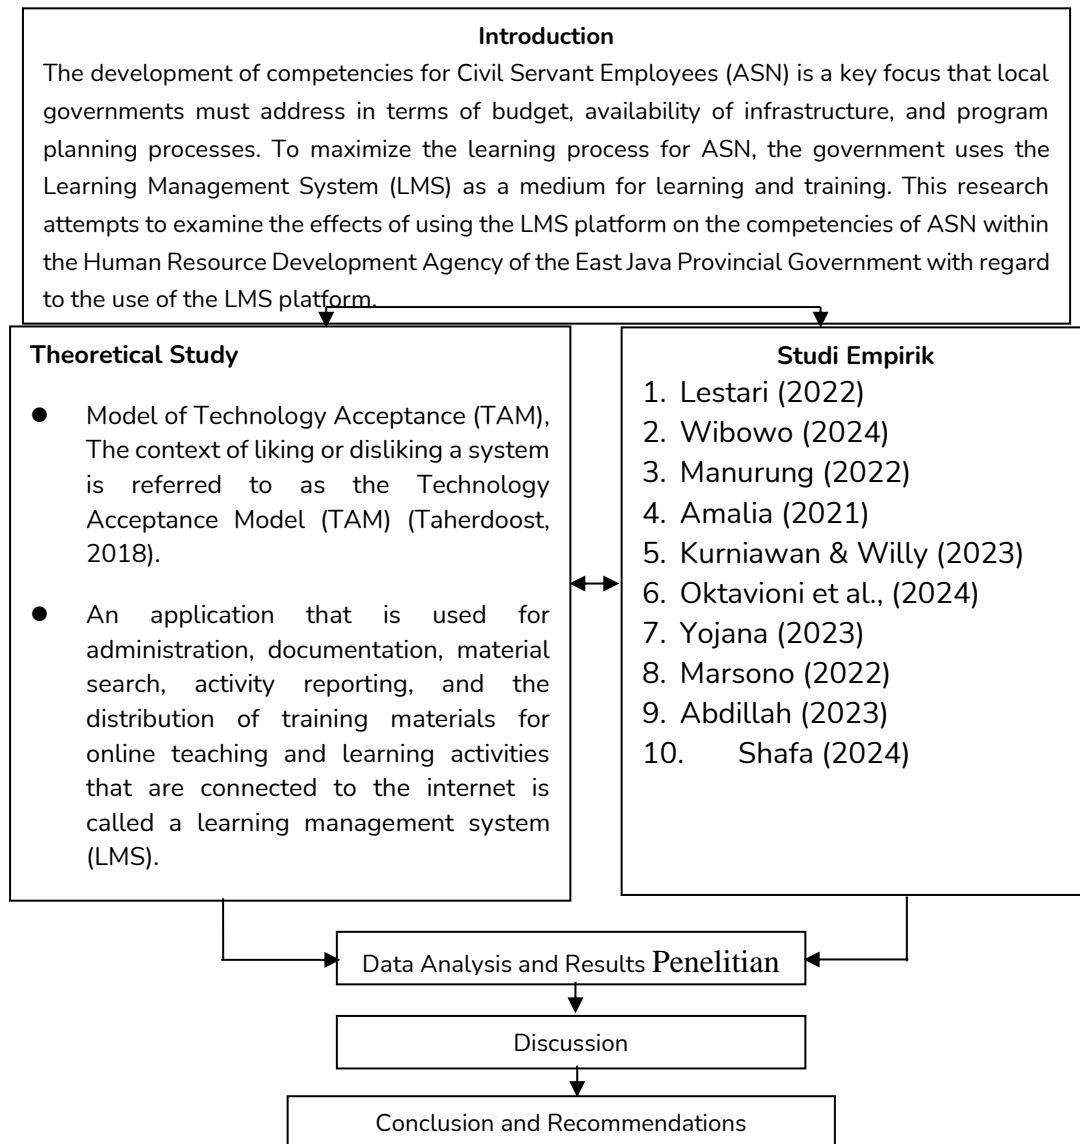 Introduction
The development of competencies for Civil Servant Employees (ASN) is a key focus that local
governments must address in terms of budget, availability of infrastructure, and program
planning processes. To maximize the learning process for ASN, the government uses the
Learning Management System (LMS) as a medium for learning and training. This research
attempts to examine the effects of using the LMS platform on the competencies of ASN within
the Human Resource Development Agency of the East Java Provincial Government with regard
to the use of the LMS platform.
Theoretical Study
● Model of Technology Acceptance (TAM),
The context of liking or disliking a system
is referred to as the Technology
Acceptance Model (TAM) (Taherdoost,
2018).
● An application that is used for
administration, documentation, material
search, activity reporting, and the
distribution of training materials for
online teaching and learning activities
that are connected to the internet is
called a learning management system
(LMS).
Studi Empirik
1. Lestari (2022)
2. Wibowo (2024)
3. Manurung (2022)
4. Amalia (2021)
5. Kurniawan & Willy (2023)
6. Oktavioni et al., (2024)
7. Yojana (2023)
8. Marsono (2022)
9. Abdillah (2023)
10. Shafa (2024)
Data Analysis and Results Penelitian
Discussion
Conclusion and Recommendations